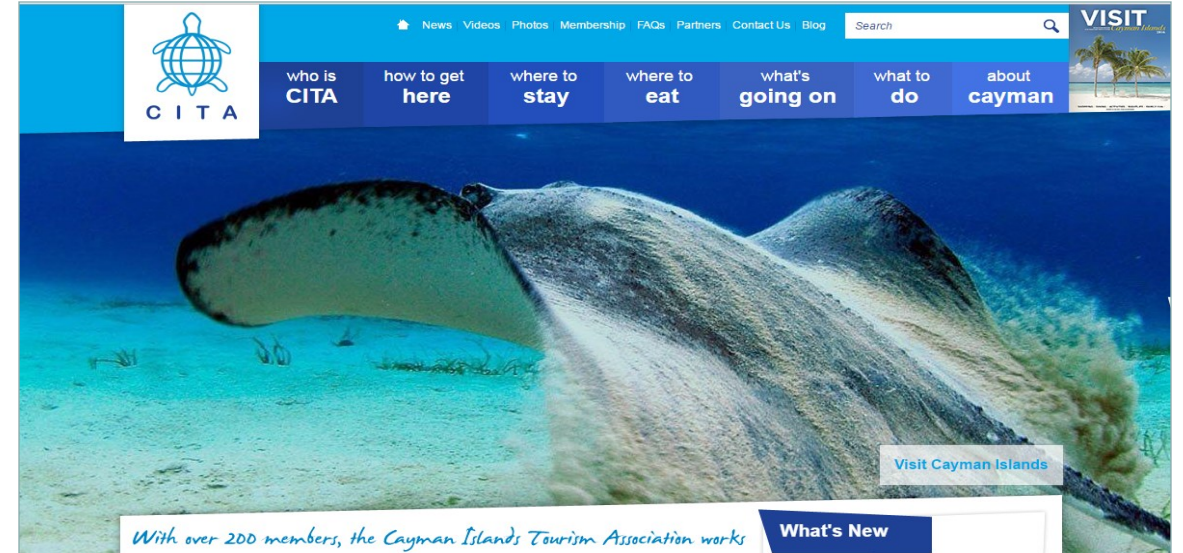 News Videos Photos Membership FAQs Partners Contact Us Blog
Search
VISIT
Cayman Islands
CITA
who is
CITA
how to get
here
where to
stay
where to
eat
what's
going on
what to
do
about
cayman
Visit Cayman Islands
With over 200 members, the Cayman Islands Tourism Association works
What's New